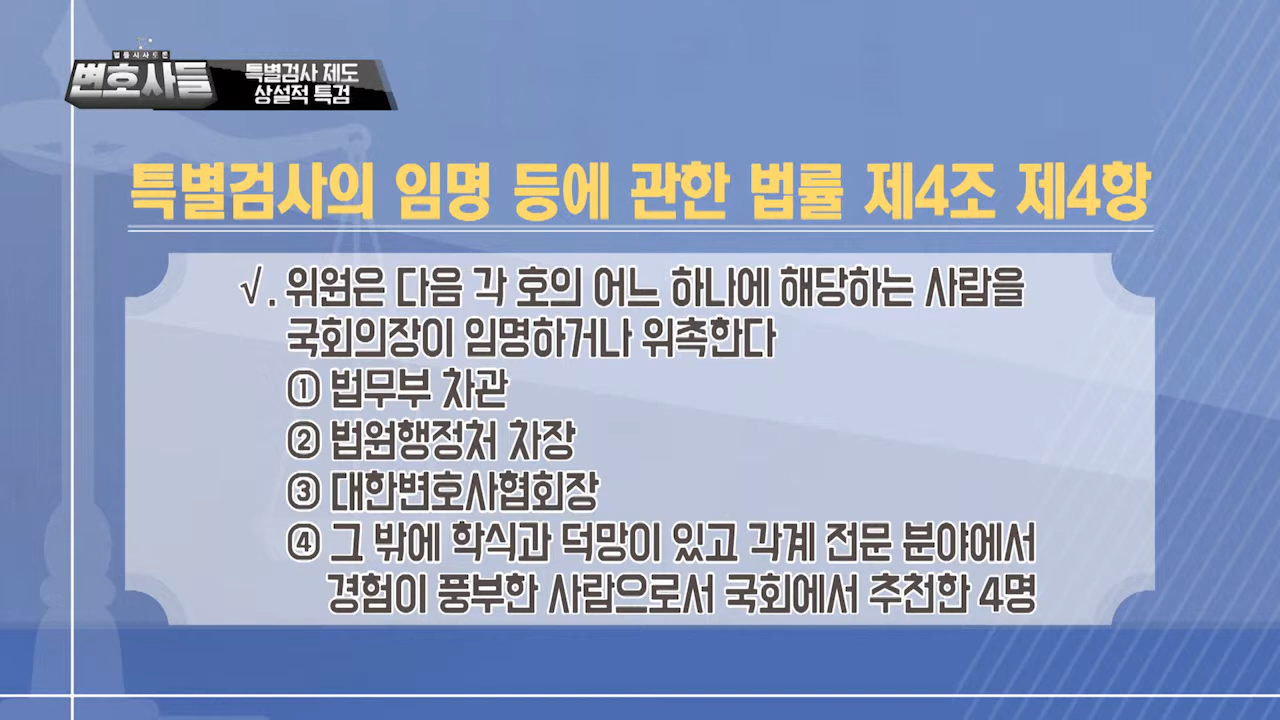 법률시사토론
변호사들
특별검사 제도
상설적 특검
특별검사의 임명 등에 관한 법률 제4조 제4항
√. 위원은 다음 각 호의 어느 하나에 해당하는 사람을
국회의장이 임명하거나 위촉한다
① 법무부 차관
② 법원행정처 차장
③ 대한변호사협회장
④ 그 밖에 학식과 덕망이 있고 각계 전문 분야에서
경험이 풍부한 사람으로서 국회에서 추천한 4명